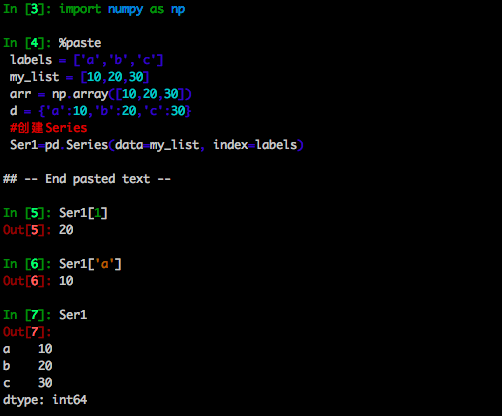 In [3]: import numpy as np
In [4]: %paste
labels = ['a','b','c']
my_list = [10,20,30]
arr = np.array([10,20,30])
d = {'a':10,'b':20,'c':30}
#创建Series
Ser1=pd.Series(data=my_list, index=labels)
## -- End pasted text --
In [5]: Ser1[1]
Out[5]: 20
In [6]: Ser1['a']
Out[6]: 10
In [7]: Ser1
Out[7]:
a    10
b    20
c    30
dtype: int64